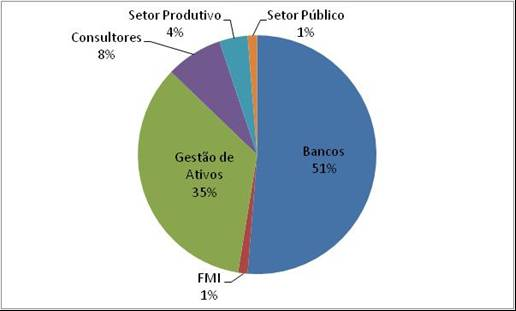 Setor Produtivo
4%
Setor Público
1%
Consultores
8%
Bancos
51%
Gestão de
Ativos
35%
FMI
1%